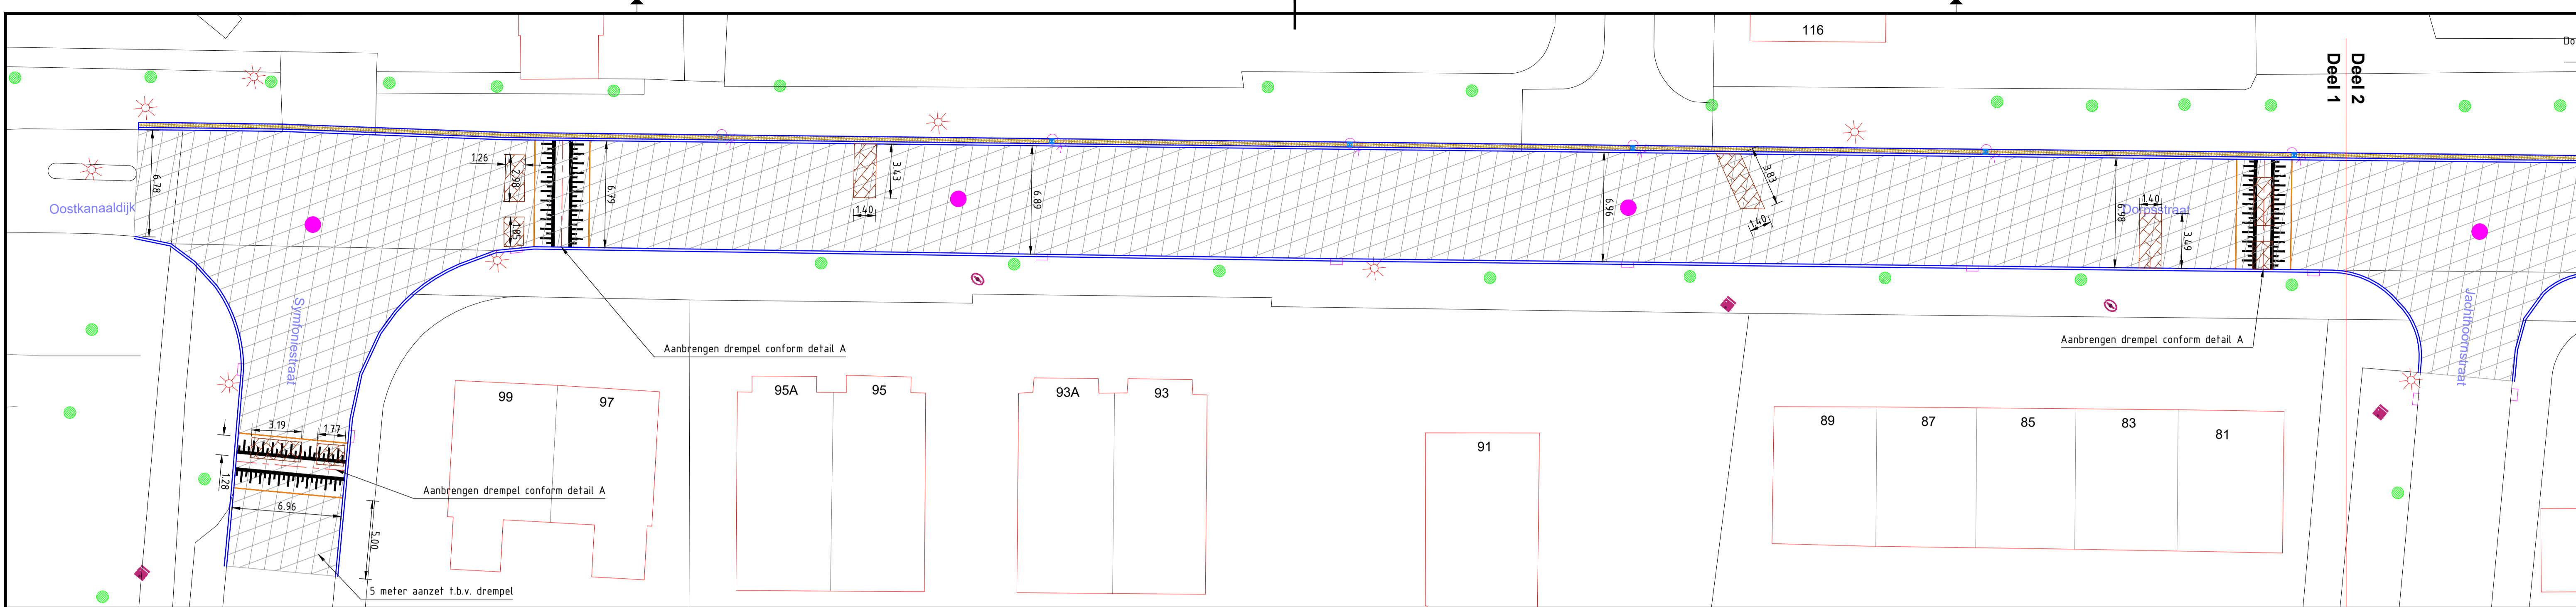 116
Do
Deel 1
Deel 2
Oostkanaaldijk
6.78
1.26
2.98
1.85
6.79
3.43
1.40
6.89
6.96
3.83
1.40
6.98
1.40
Dorpsstraat
3.49
Symfoniestraat
Jachthoornstraat
Aanbrengen drempel conform detail A
Aanbrengen drempel conform detail A
99
97
95A
95
93A
93
91
89
87
85
83
81
3.19
1.77
1.28
Aanbrengen drempel conform detail A
6.96
5.00
5 meter aanzet t.b.v. drempel